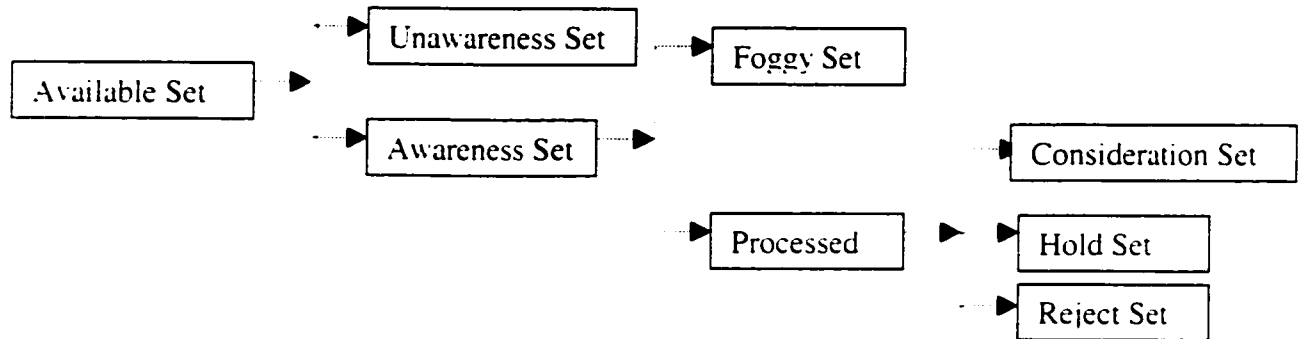 Unawareness Set
Foggy Set
Available Set
Awareness Set
Consideration Set
Processed
Hold Set
Reject Set